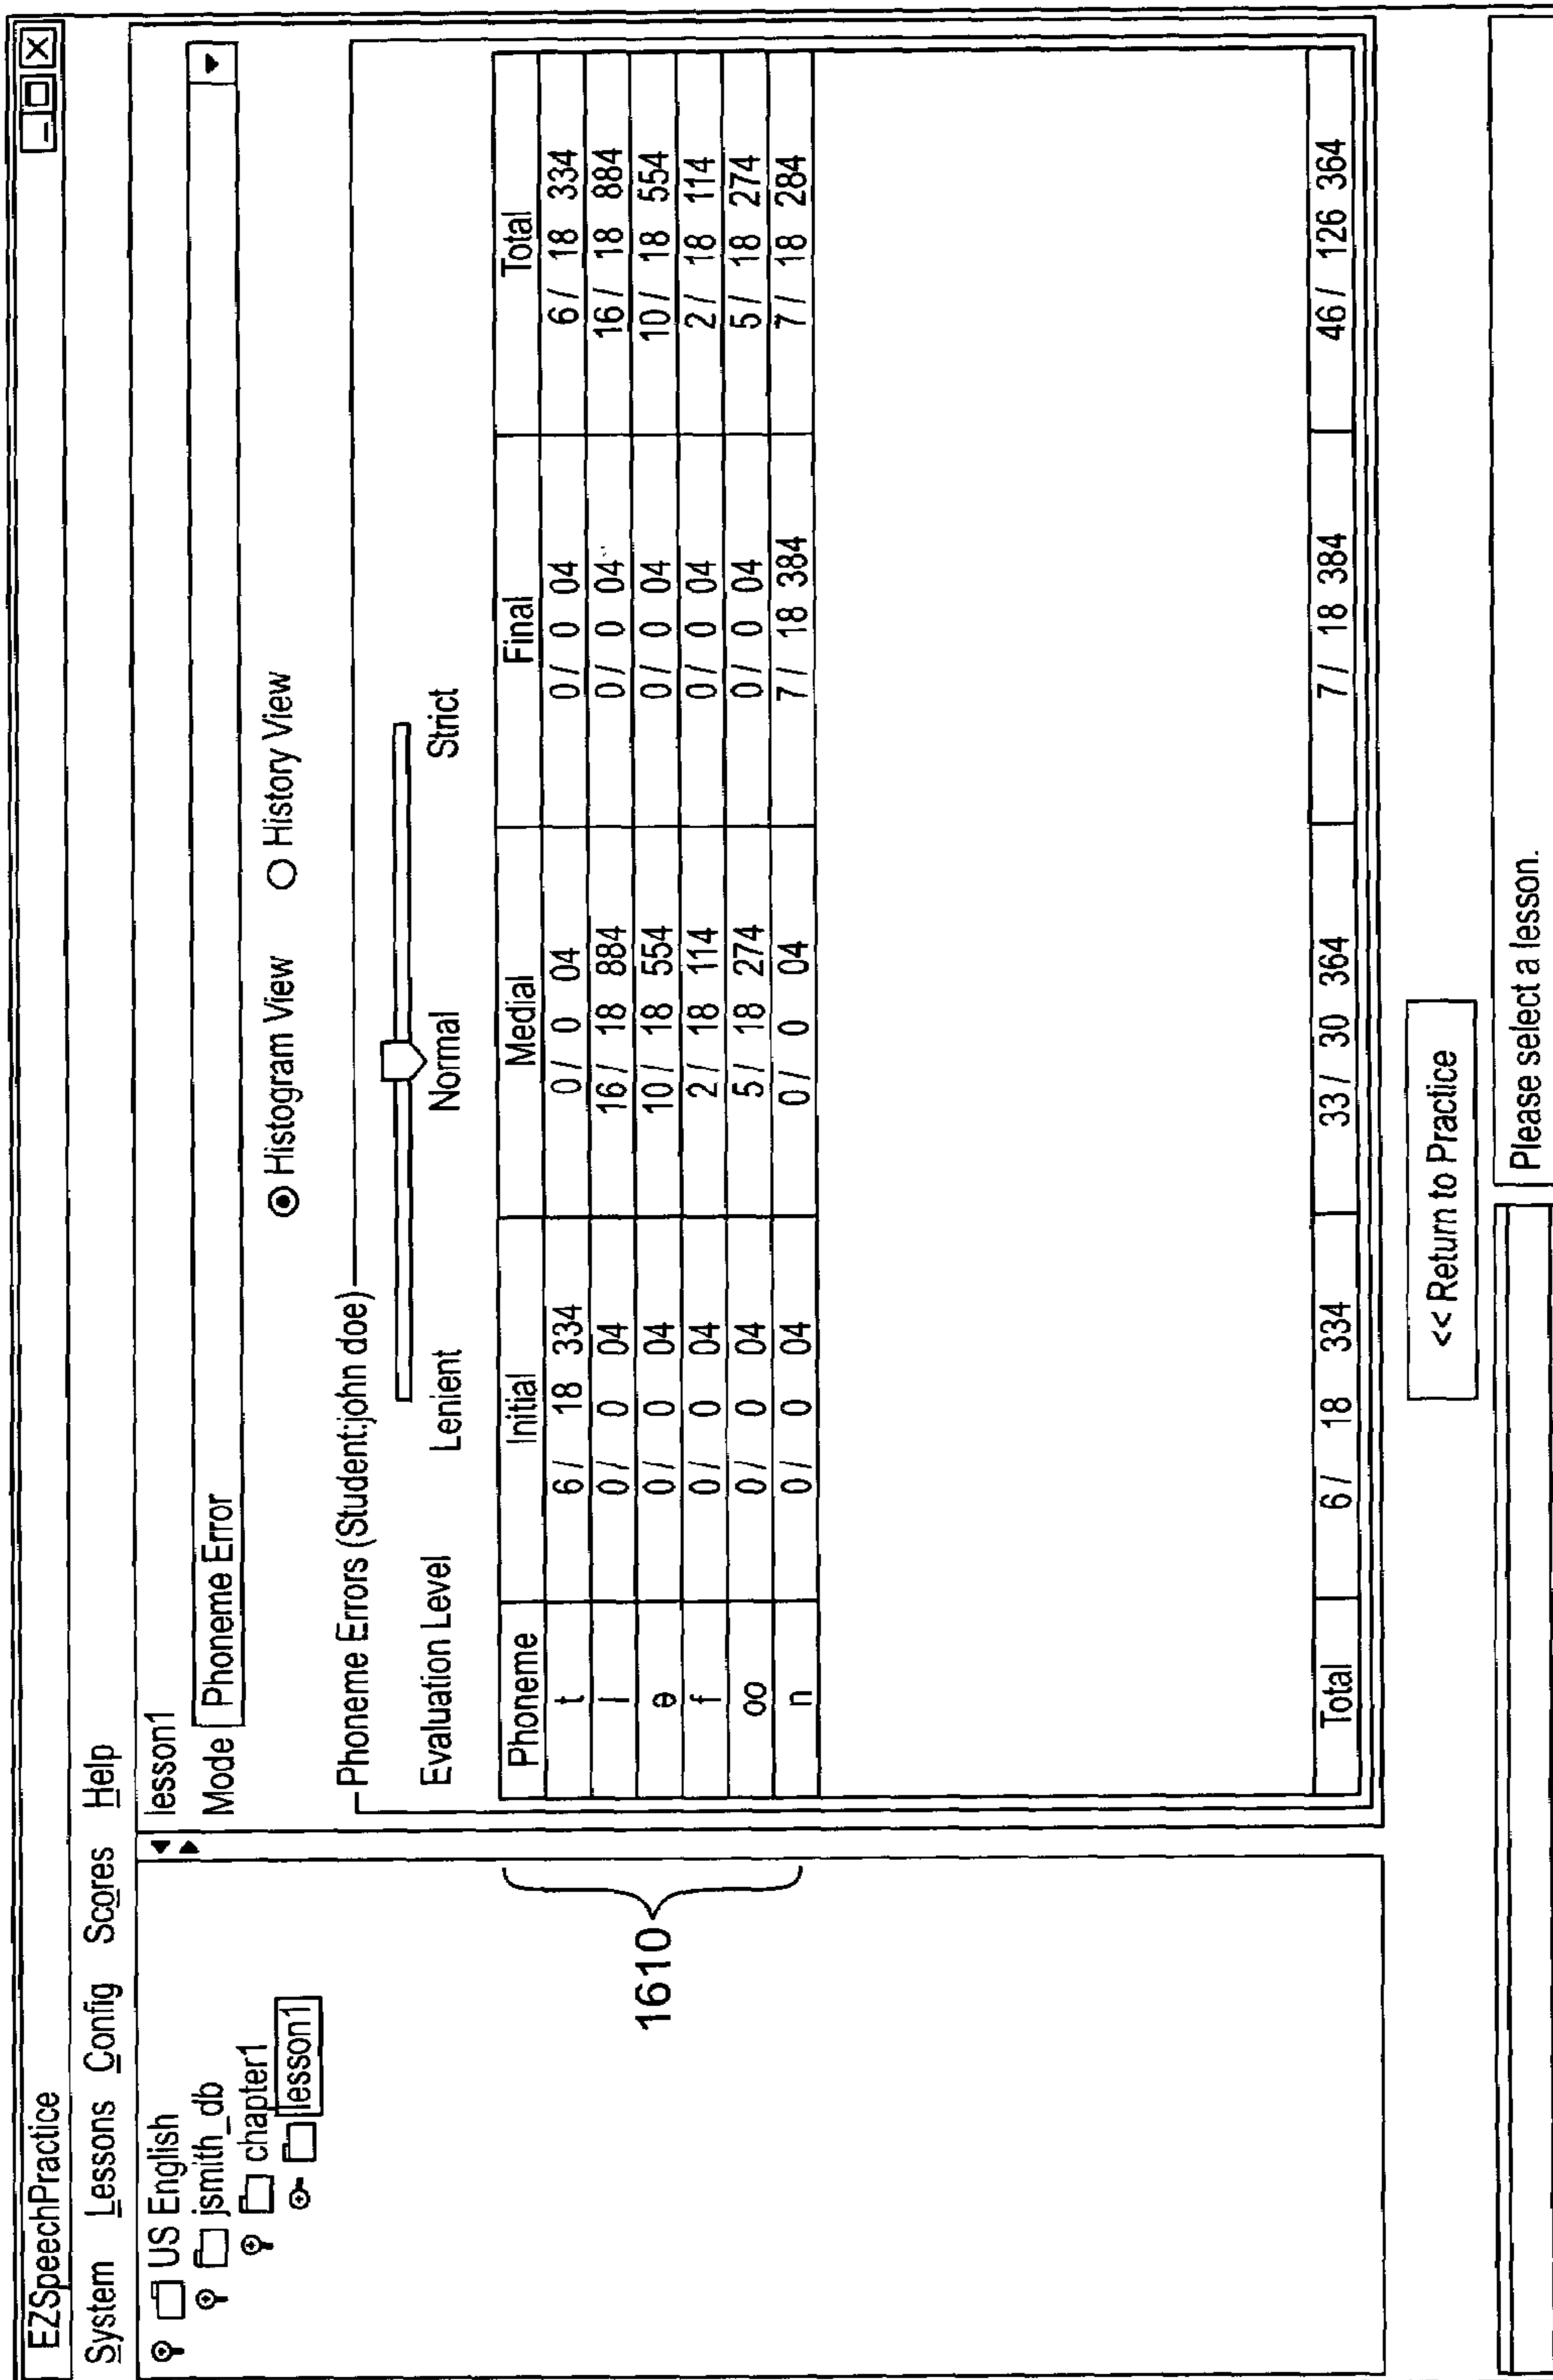 EZSpeechPractice
System Lessons Config Scores Help
US English
jsmith_db
chapter1
lesson1
1610
lesson1
Mode Phoneme Error
Histogram View History View
Phoneme Errors (Student:john doe)
Evaluation Level Lenient Normal Strict
Phoneme Initial Medial Final Total
t 6 / 18 334 0 / 0 04 0 / 0 04 6 / 18 334
l 0 / 0 04 16 / 18 884 0 / 0 04 16 / 18 884
ɘ 0 / 0 04 10 / 18 554 0 / 0 04 10 / 18 554
f 0 / 0 04 2 / 18 114 0 / 0 04 2 / 18 114
oo 0 / 0 04 5 / 18 274 0 / 0 04 5 / 18 274
n 0 / 0 04 0 / 0 04 7 / 18 384 7 / 18 284
Total 6 / 18 334 33 / 30 364 7 / 18 384 46 / 126 364
<< Return to Practice
Please select a lesson.